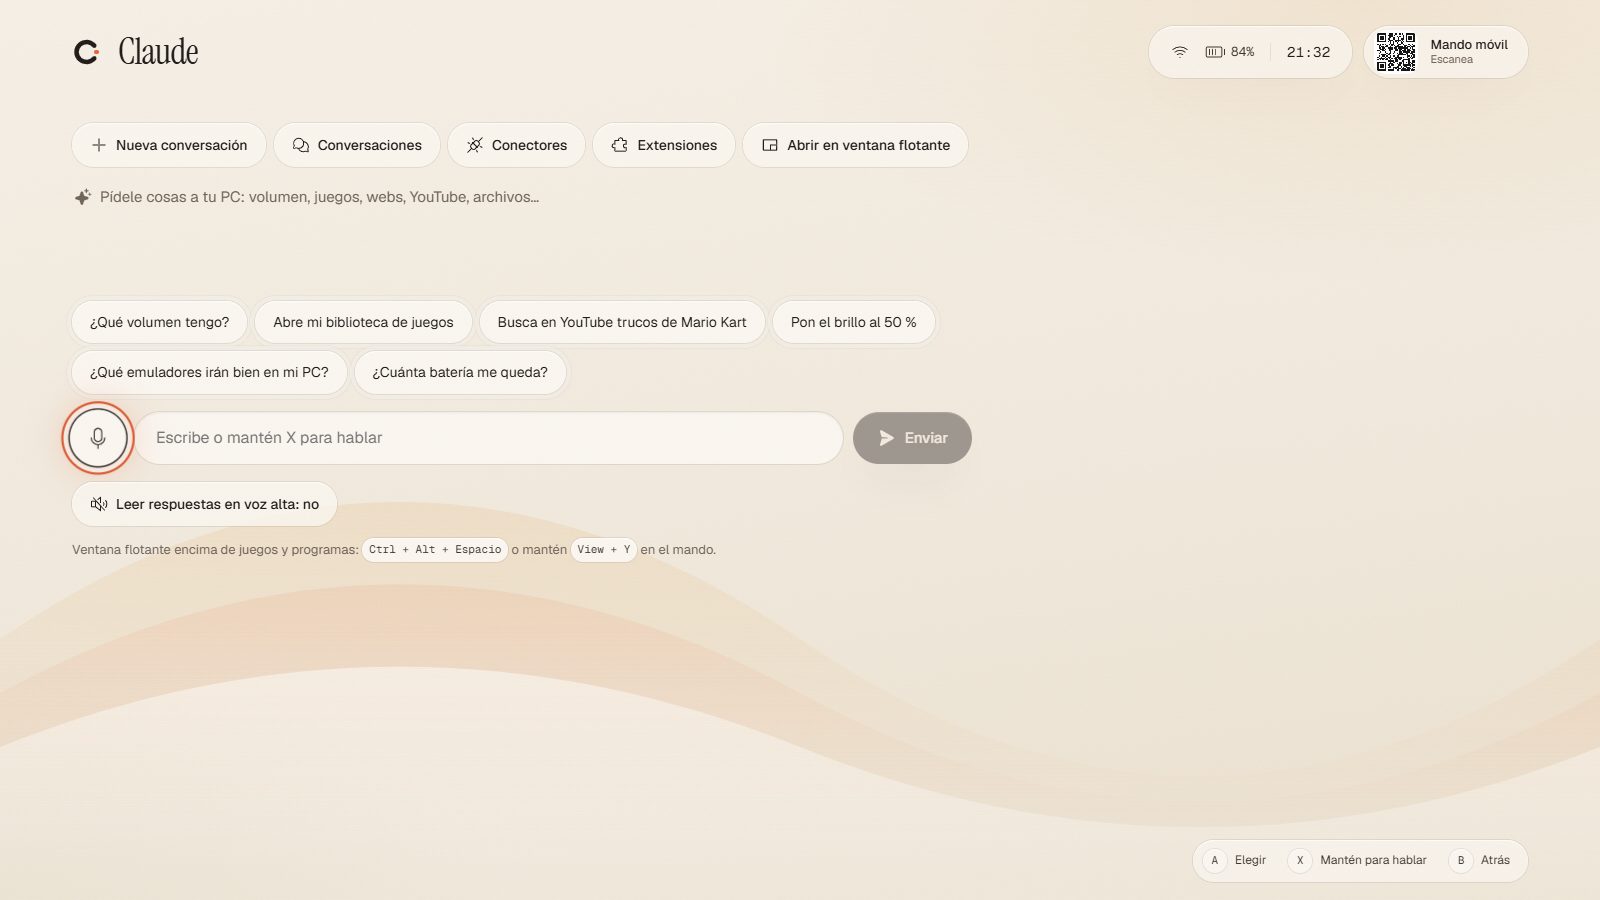 Claude
84%
21:32
Mando móvil
Escanea
Nueva conversación
Conversaciones
Conectores
Extensiones
Abrir en ventana flotante
Pídele cosas a tu PC: volumen, juegos, webs, YouTube, archivos...
¿Qué volumen tengo?
Abre mi biblioteca de juegos
Busca en YouTube trucos de Mario Kart
Pon el brillo al 50 %
¿Qué emuladores irán bien en mi PC?
¿Cuánta batería me queda?
Escribe o mantén X para hablar
Enviar
Leer respuestas en voz alta: no
Ventana flotante encima de juegos y programas: Ctrl + Alt + Espacio o mantén View + Y en el mando.
A Elegir
X Mantén para hablar
B Atrás